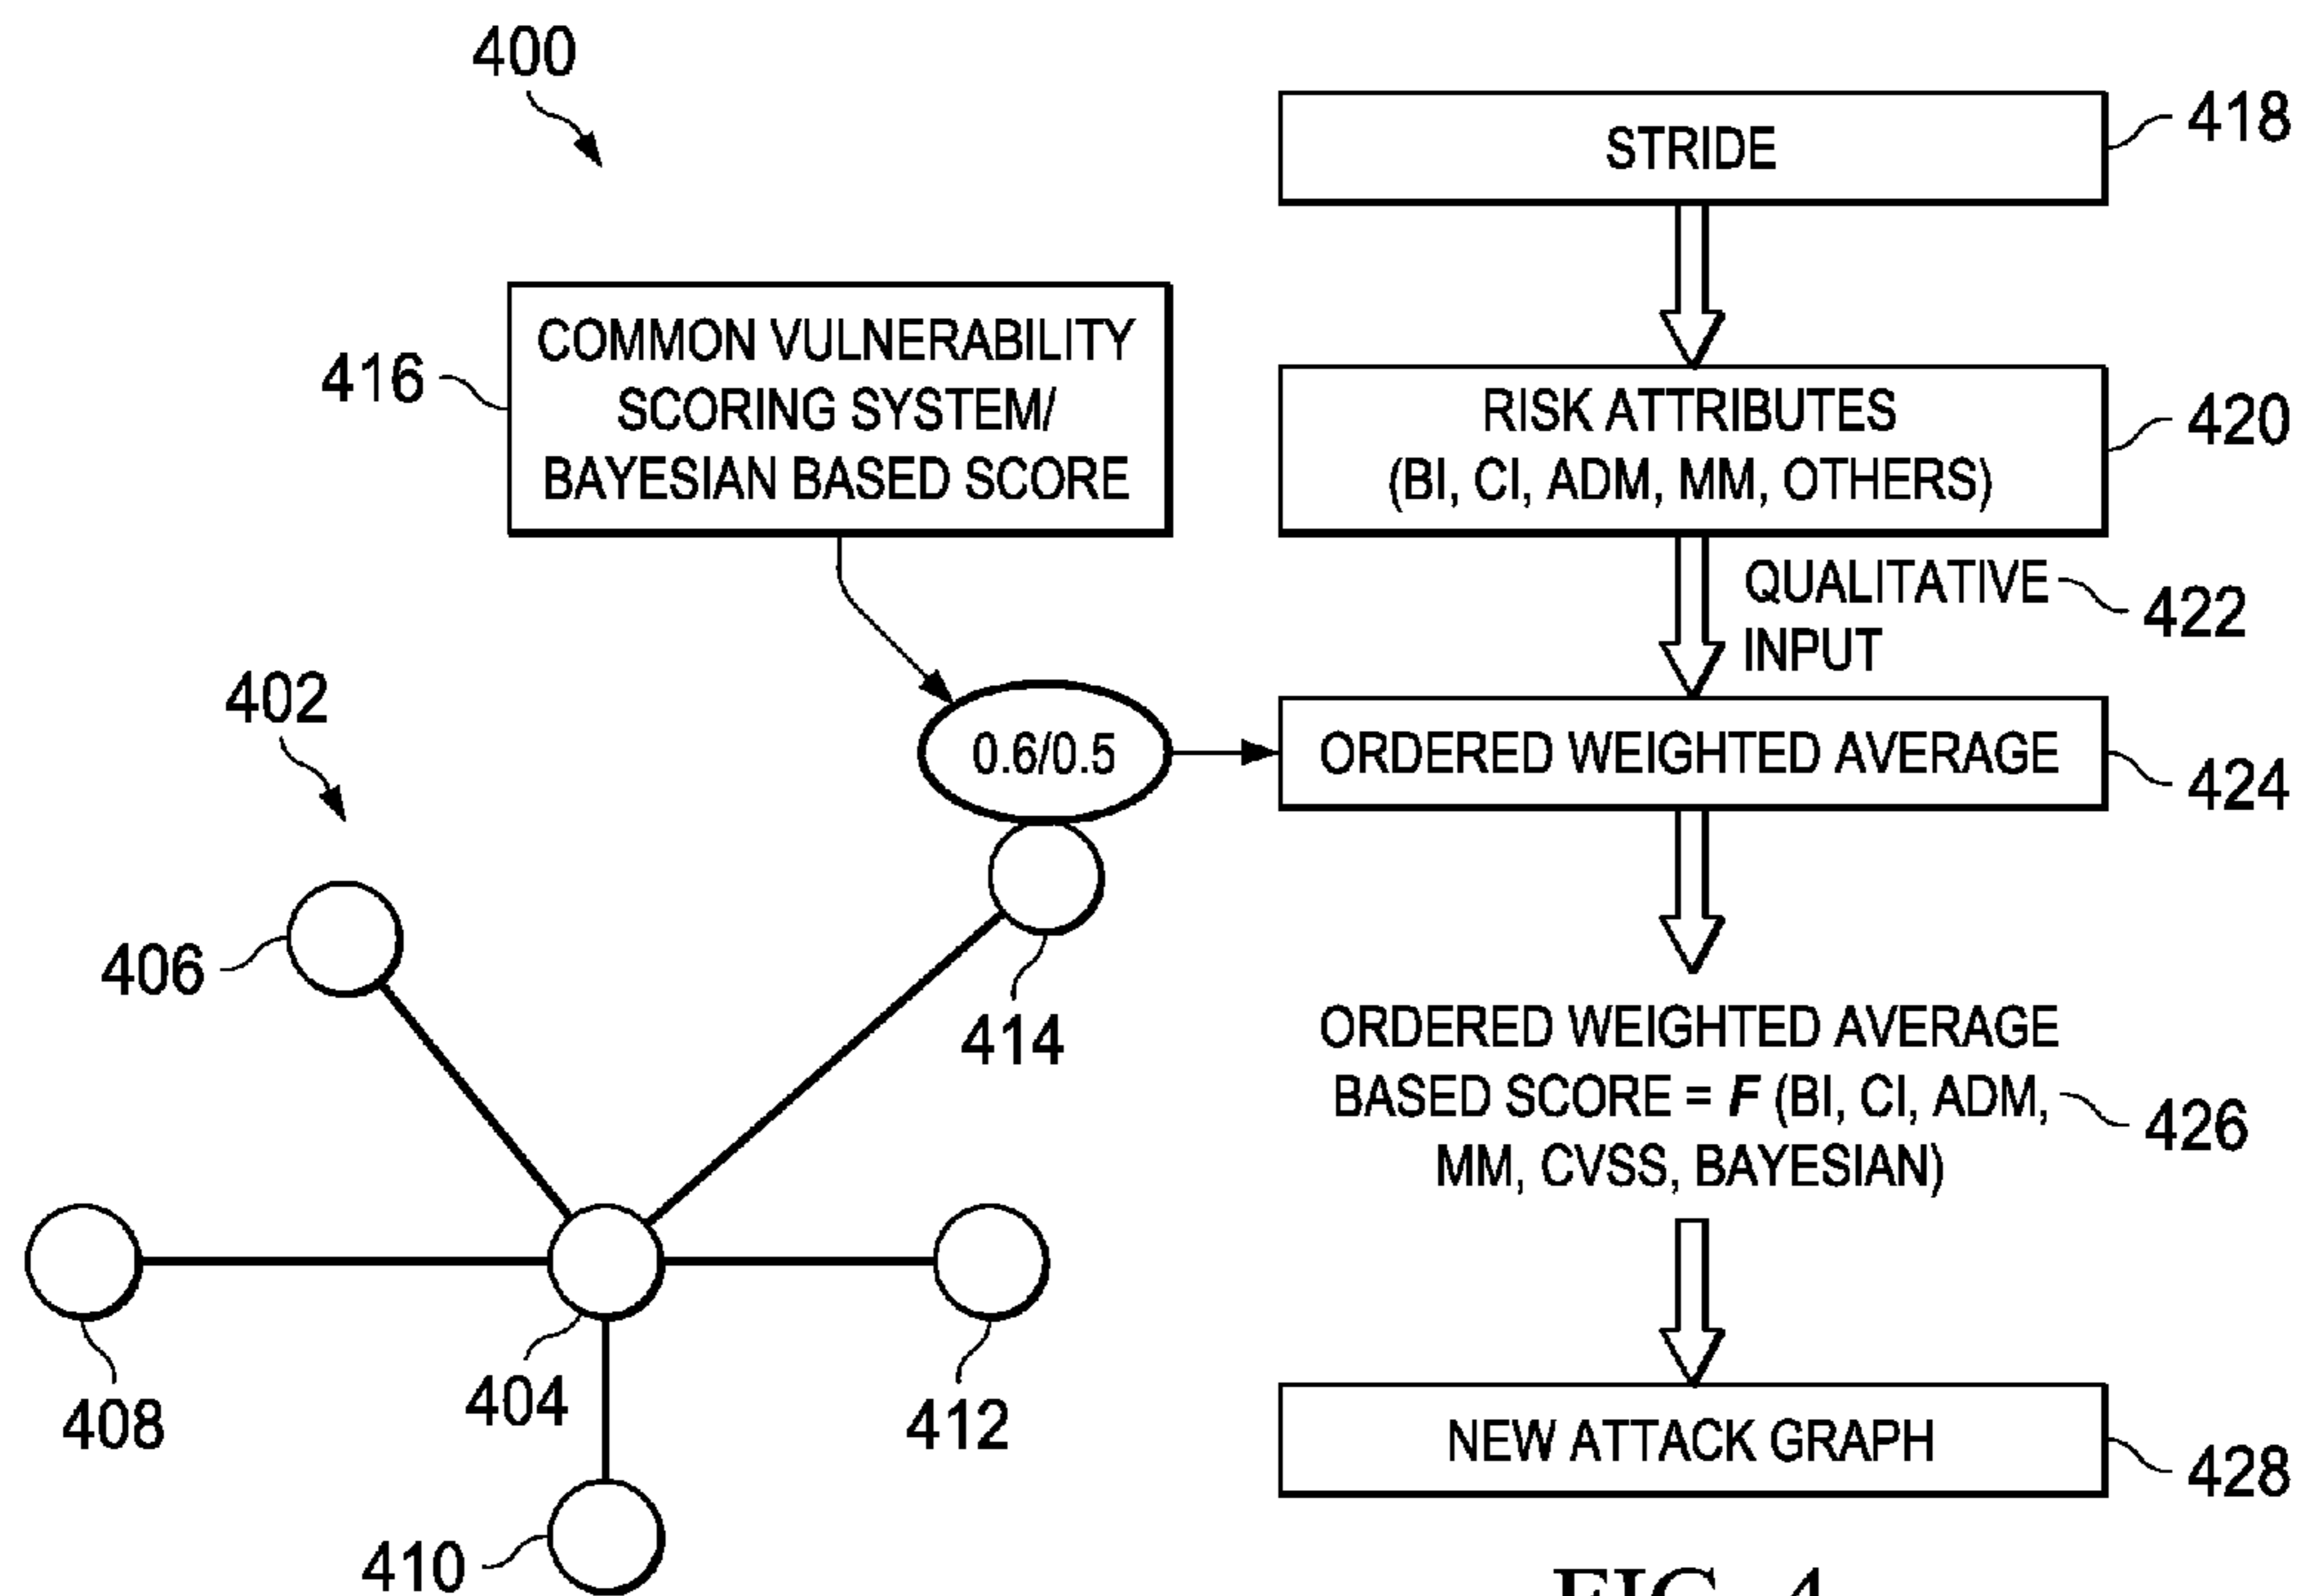 400
STRIDE
418
COMMON VULNERABILITY
SCORING SYSTEM/
BAYESIAN BASED SCORE
416
RISK ATTRIBUTES
(BI, CI, ADM, MM, OTHERS)
420
QUALITATIVE
INPUT
422
402
0.6/0.5
ORDERED WEIGHTED AVERAGE
424
406
414
ORDERED WEIGHTED AVERAGE
BASED SCORE = F (BI, CI, ADM,
MM, CVSS, BAYESIAN)
426
408
404
412
NEW ATTACK GRAPH
428
410
FIG. 4